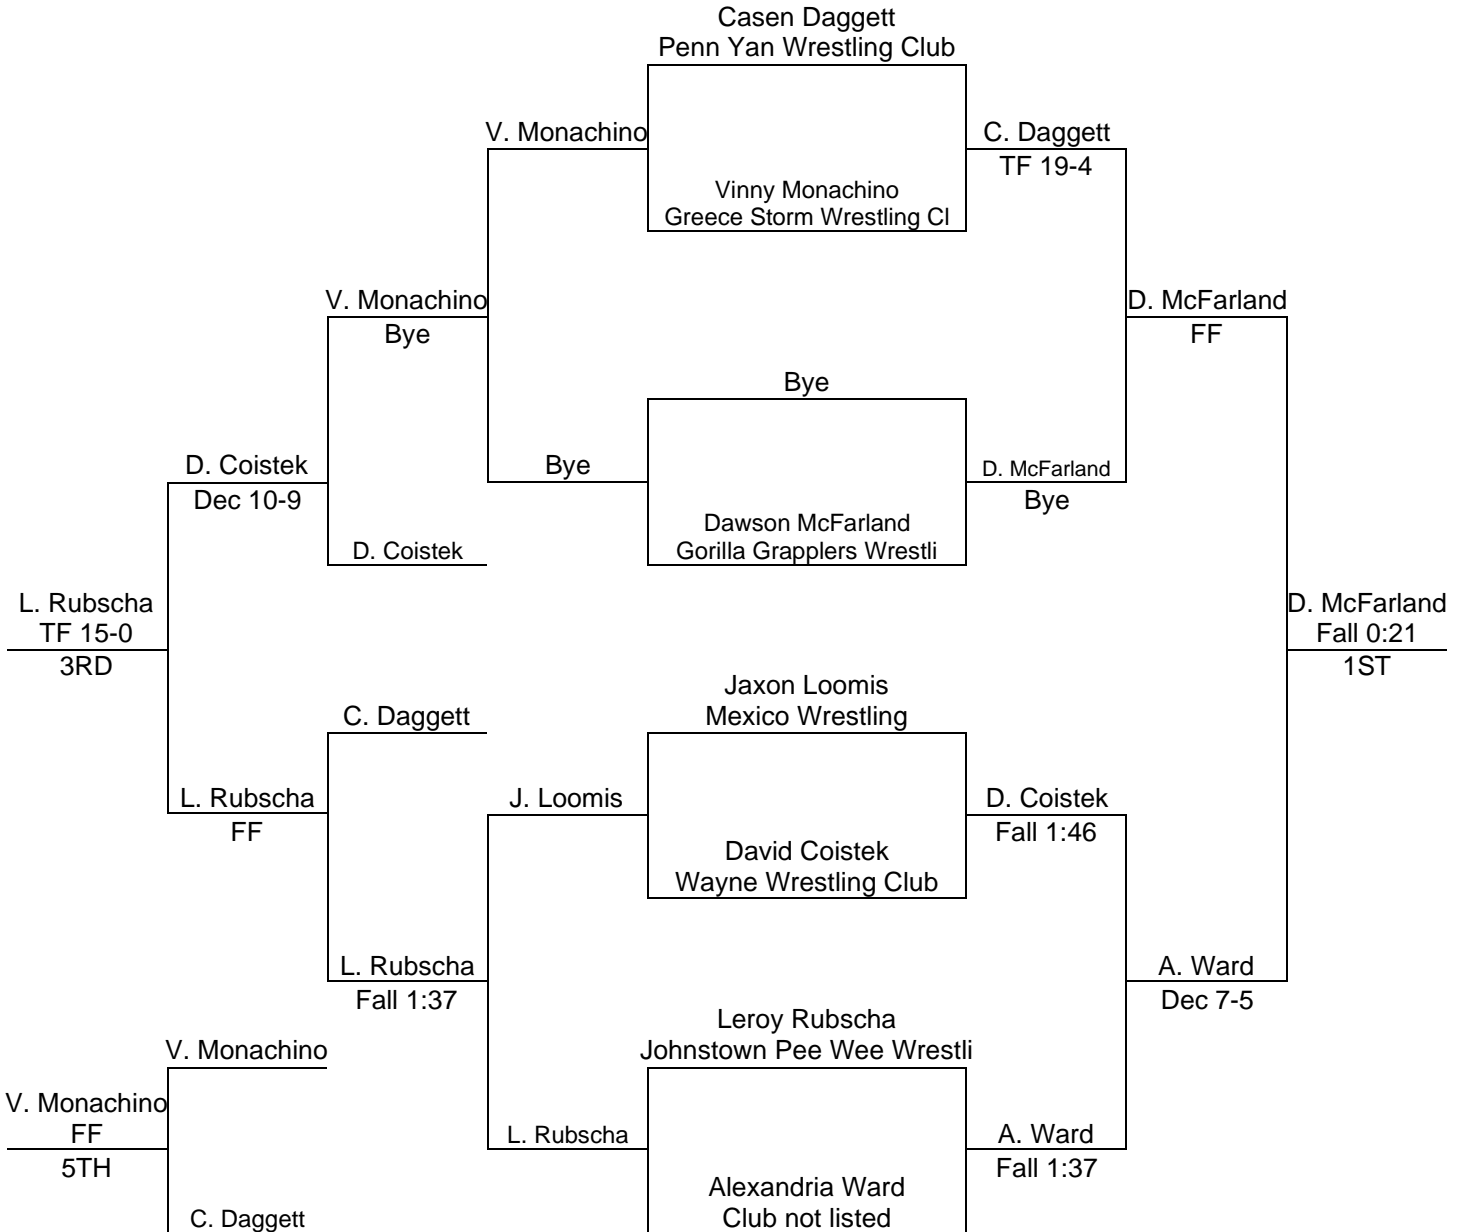 Casen Daggett
Penn Yan Wrestling Club
V. Monachino
C. Daggett
TF 19-4
Vinny Monachino
Greece Storm Wrestling Cl
V. Monachino
Bye
D. McFarland
FF
Bye
D. Coistek
Dec 10-9
Bye
D. McFarland
Bye
Dawson McFarland
Gorilla Grapplers Wrestli
D. Coistek
L. Rubscha
TF 15-0
3RD
D. McFarland
Fall 0:21
1ST
Jaxon Loomis
Mexico Wrestling
C. Daggett
L. Rubscha
FF
J. Loomis
D. Coistek
Fall 1:46
David Coistek
Wayne Wrestling Club
L. Rubscha
Fall 1:37
A. Ward
Dec 7-5
Leroy Rubscha
Johnstown Pee Wee Wrestli
V. Monachino
V. Monachino
FF
5TH
L. Rubscha
A. Ward
Fall 1:37
Alexandria Ward
Club not listed
C. Daggett